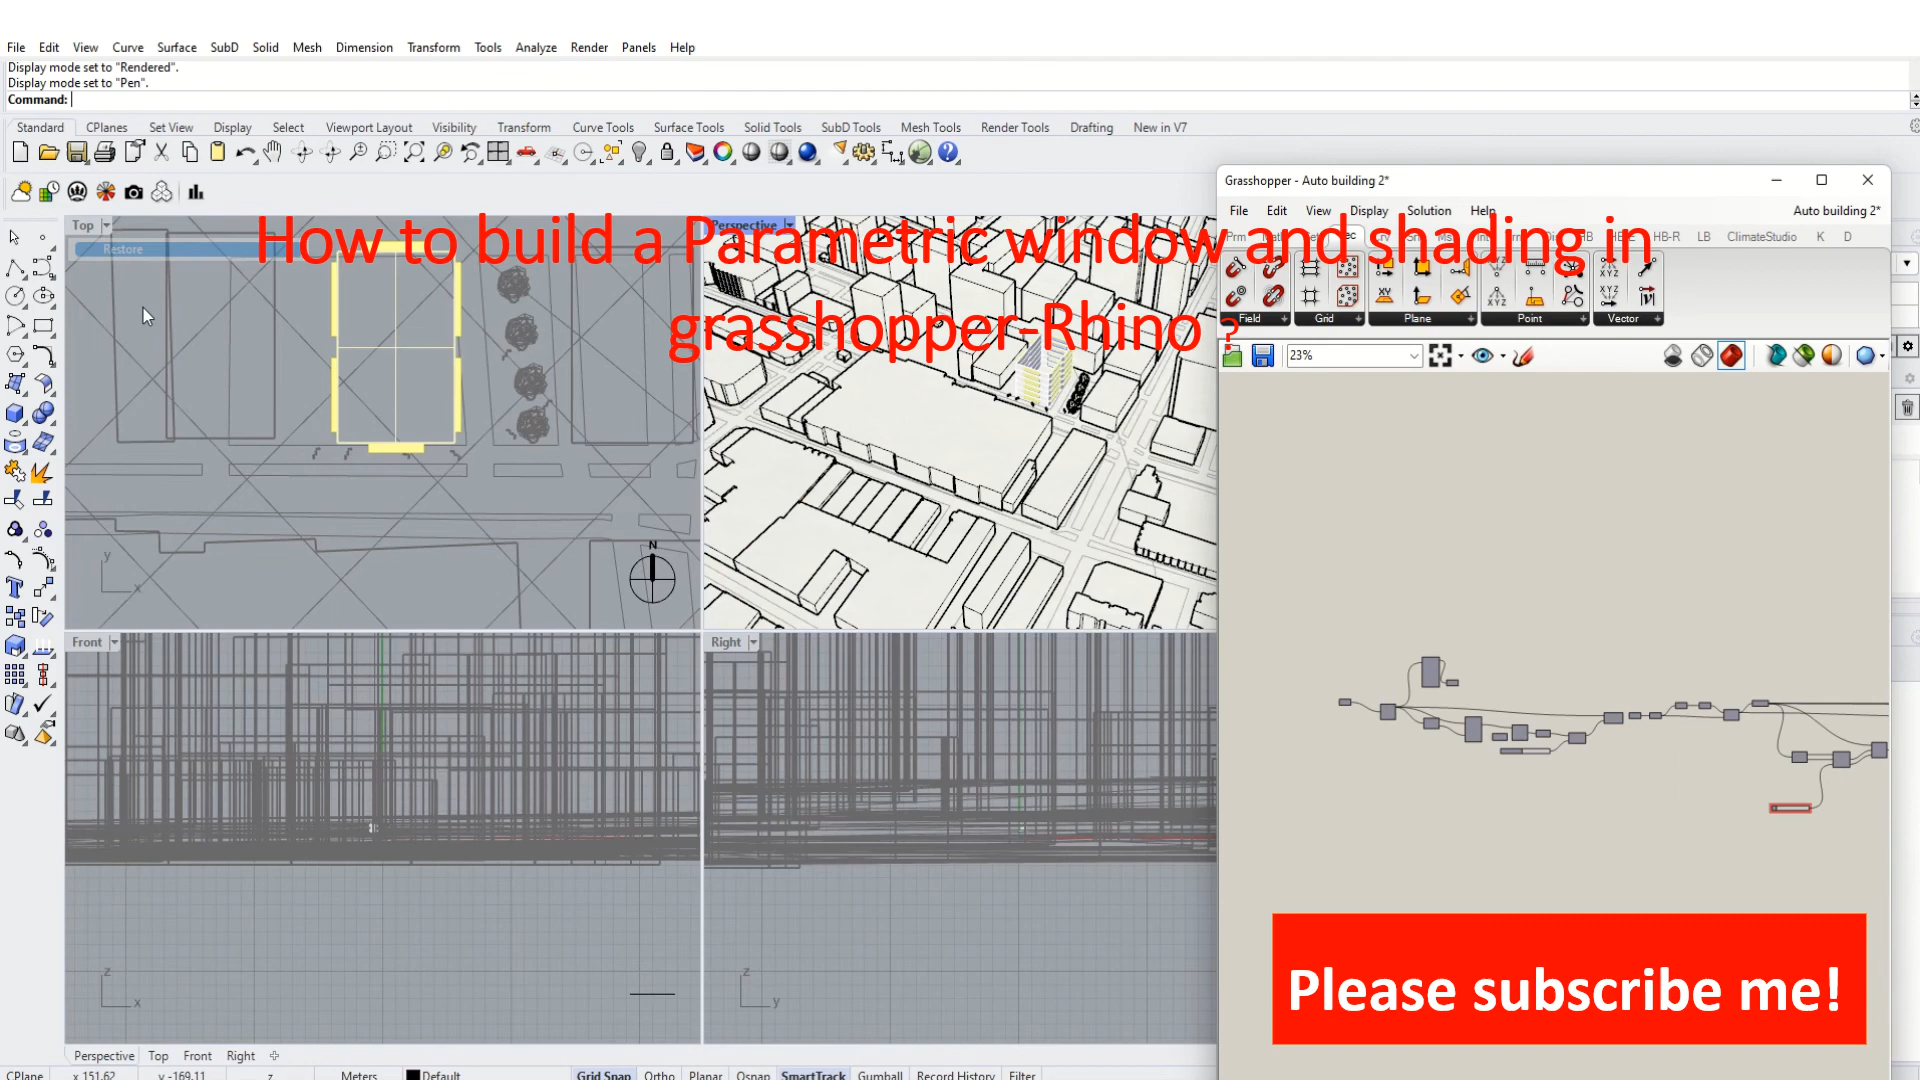 File Edit View Curve Surface SubD Solid Mesh Dimension Transform Tools Analyze Render Panels Help
Display mode set to "Rendered".
Display mode set to "Pen".
Command:
Standard CPlanes Set View Display Select Viewport Layout Visibility Transform Curve Tools Surface Tools Solid Tools SubD Tools Mesh Tools Render Tools Drafting New in V7
Grasshopper - Auto building 2*
File Edit View Display Solution Help Auto building 2*
HB-R LB ClimateStudio K D
Top
Perspective
Restore
How to build a Parametric window and shading in
grasshopper-Rhino ?
Field Grid Plane Point Vector
23%
N
y
x
Front
Right
z
x
z
y
Please subscribe me!
Perspective Top Front Right
CPlane x 151.62 y -169.11 z Meters Default Grid Snap Ortho Planar Osnap SmartTrack Gumball Record History Filter